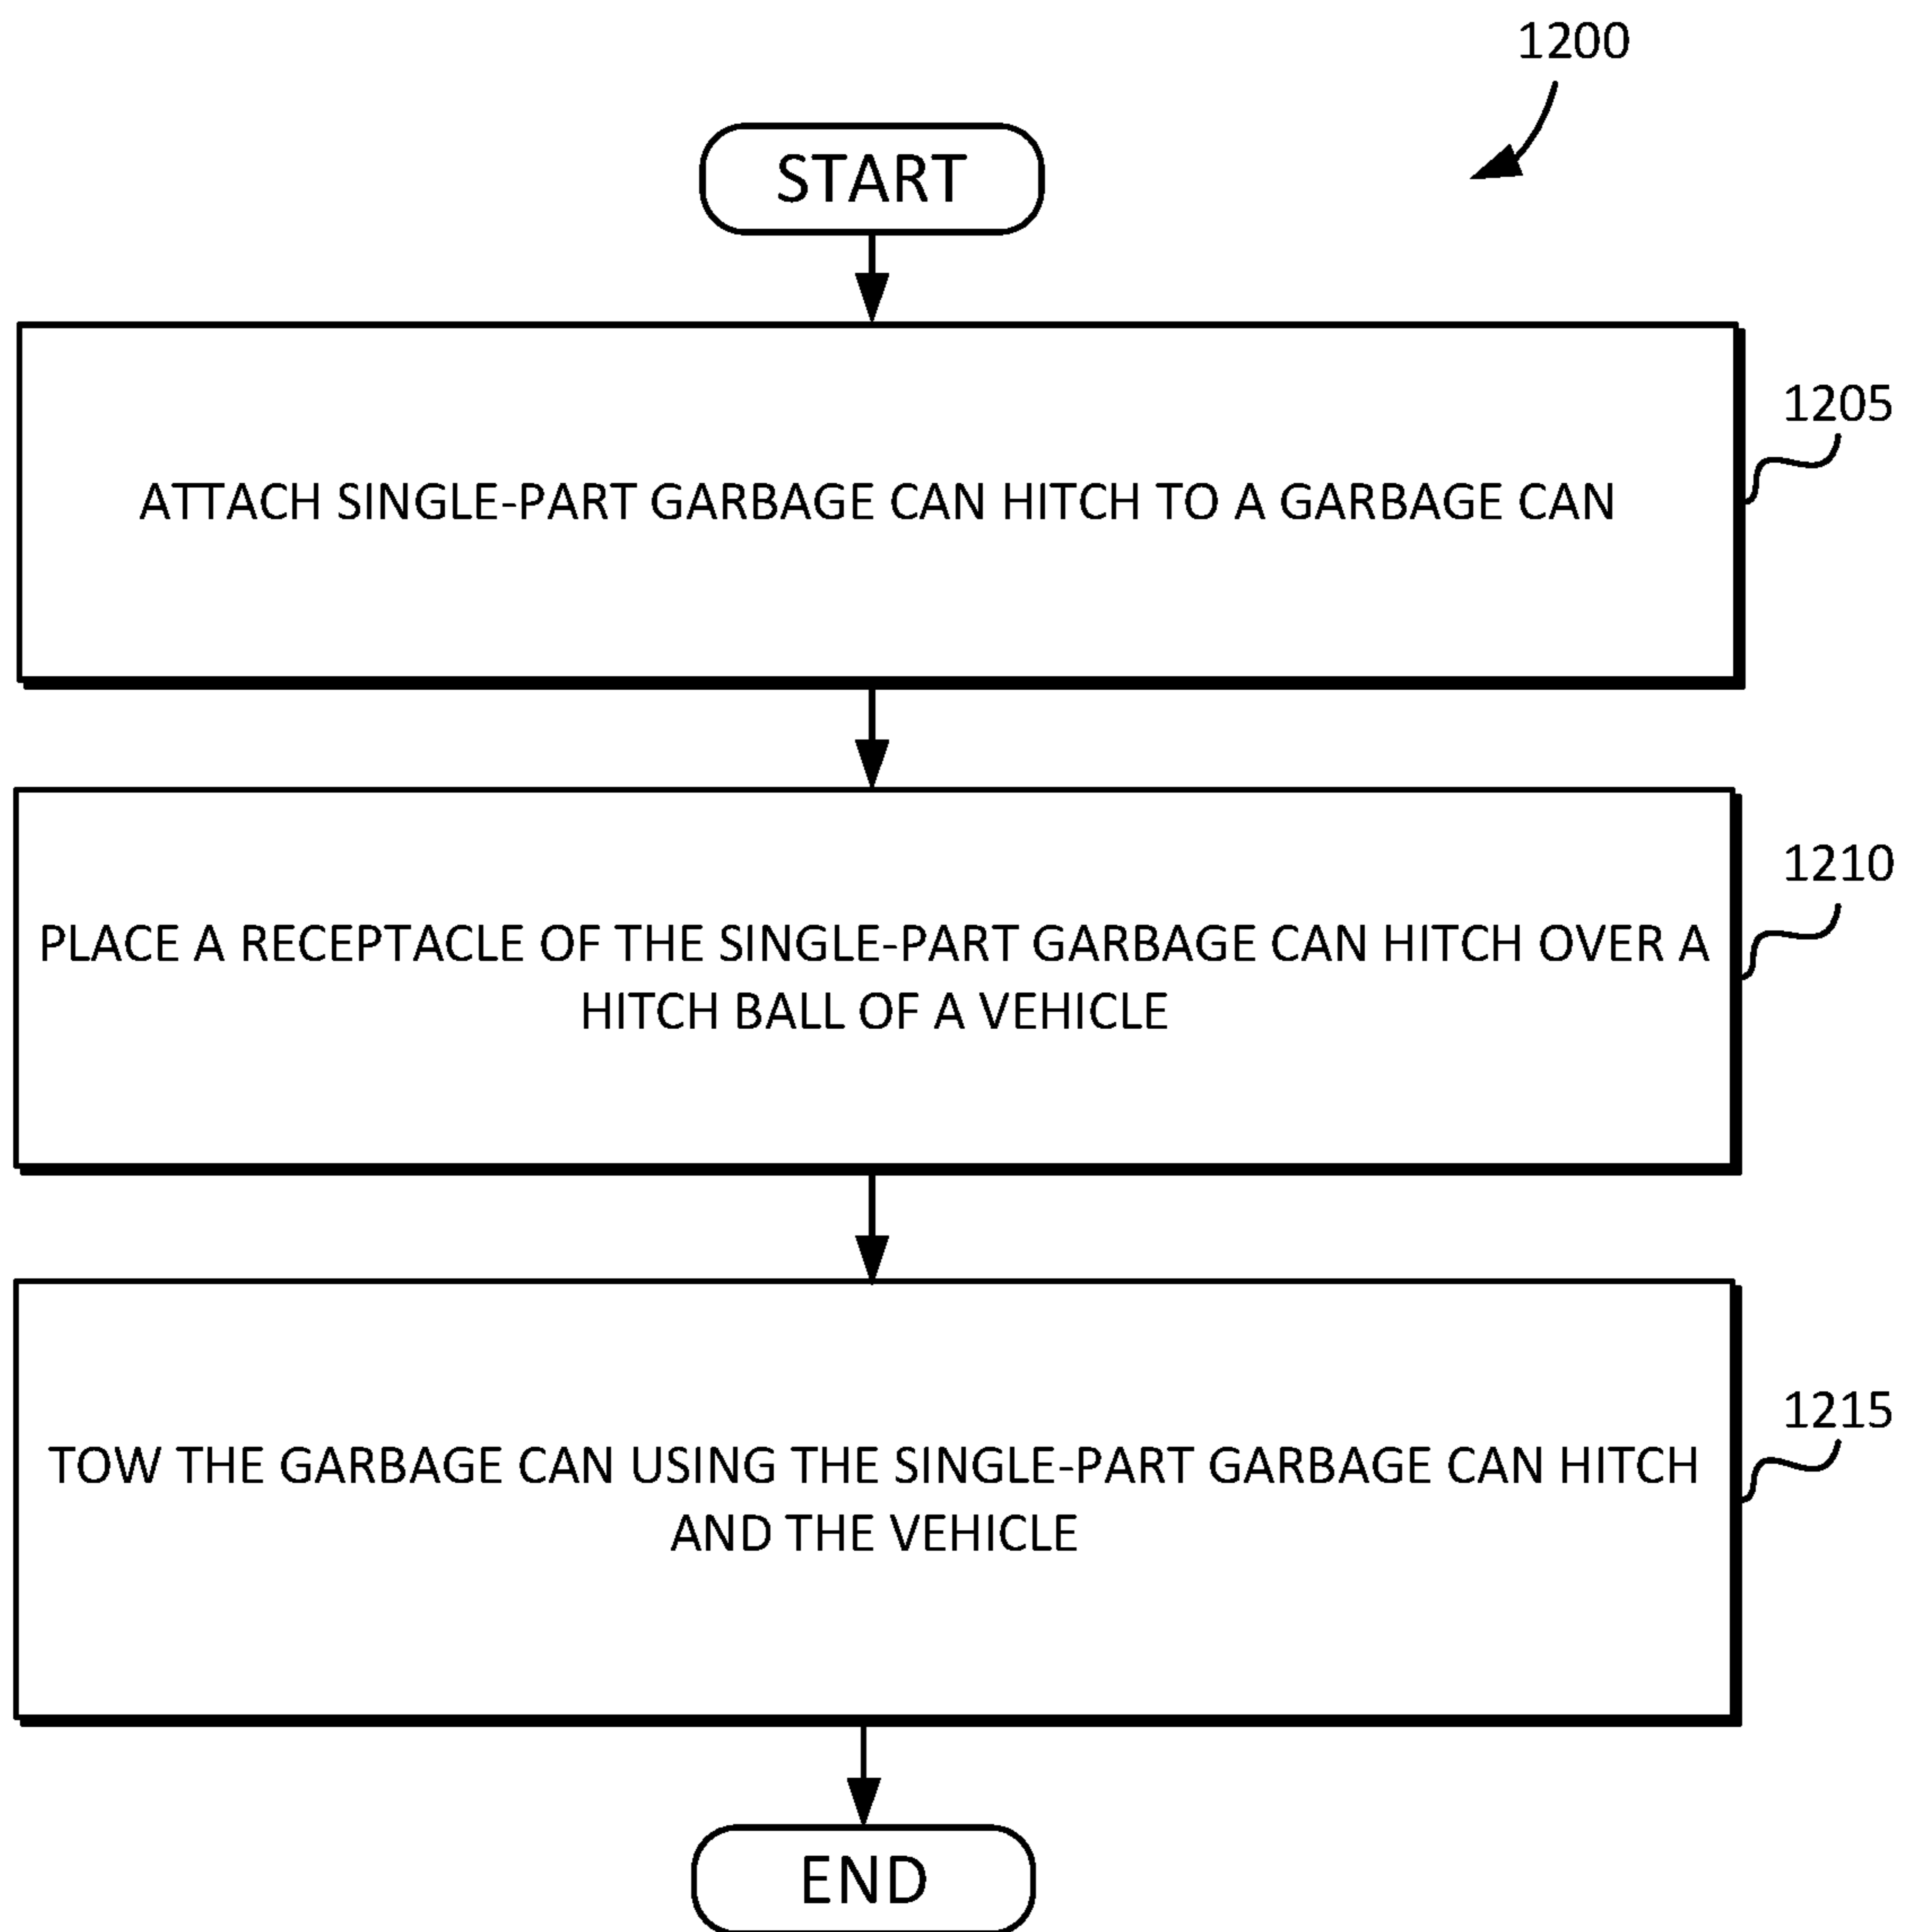 1200
START
1205
ATTACH SINGLE-PART GARBAGE CAN HITCH TO A GARBAGE CAN
1210
PLACE A RECEPTACLE OF THE SINGLE-PART GARBAGE CAN HITCH OVER A
HITCH BALL OF A VEHICLE
1215
TOW THE GARBAGE CAN USING THE SINGLE-PART GARBAGE CAN HITCH
AND THE VEHICLE
END